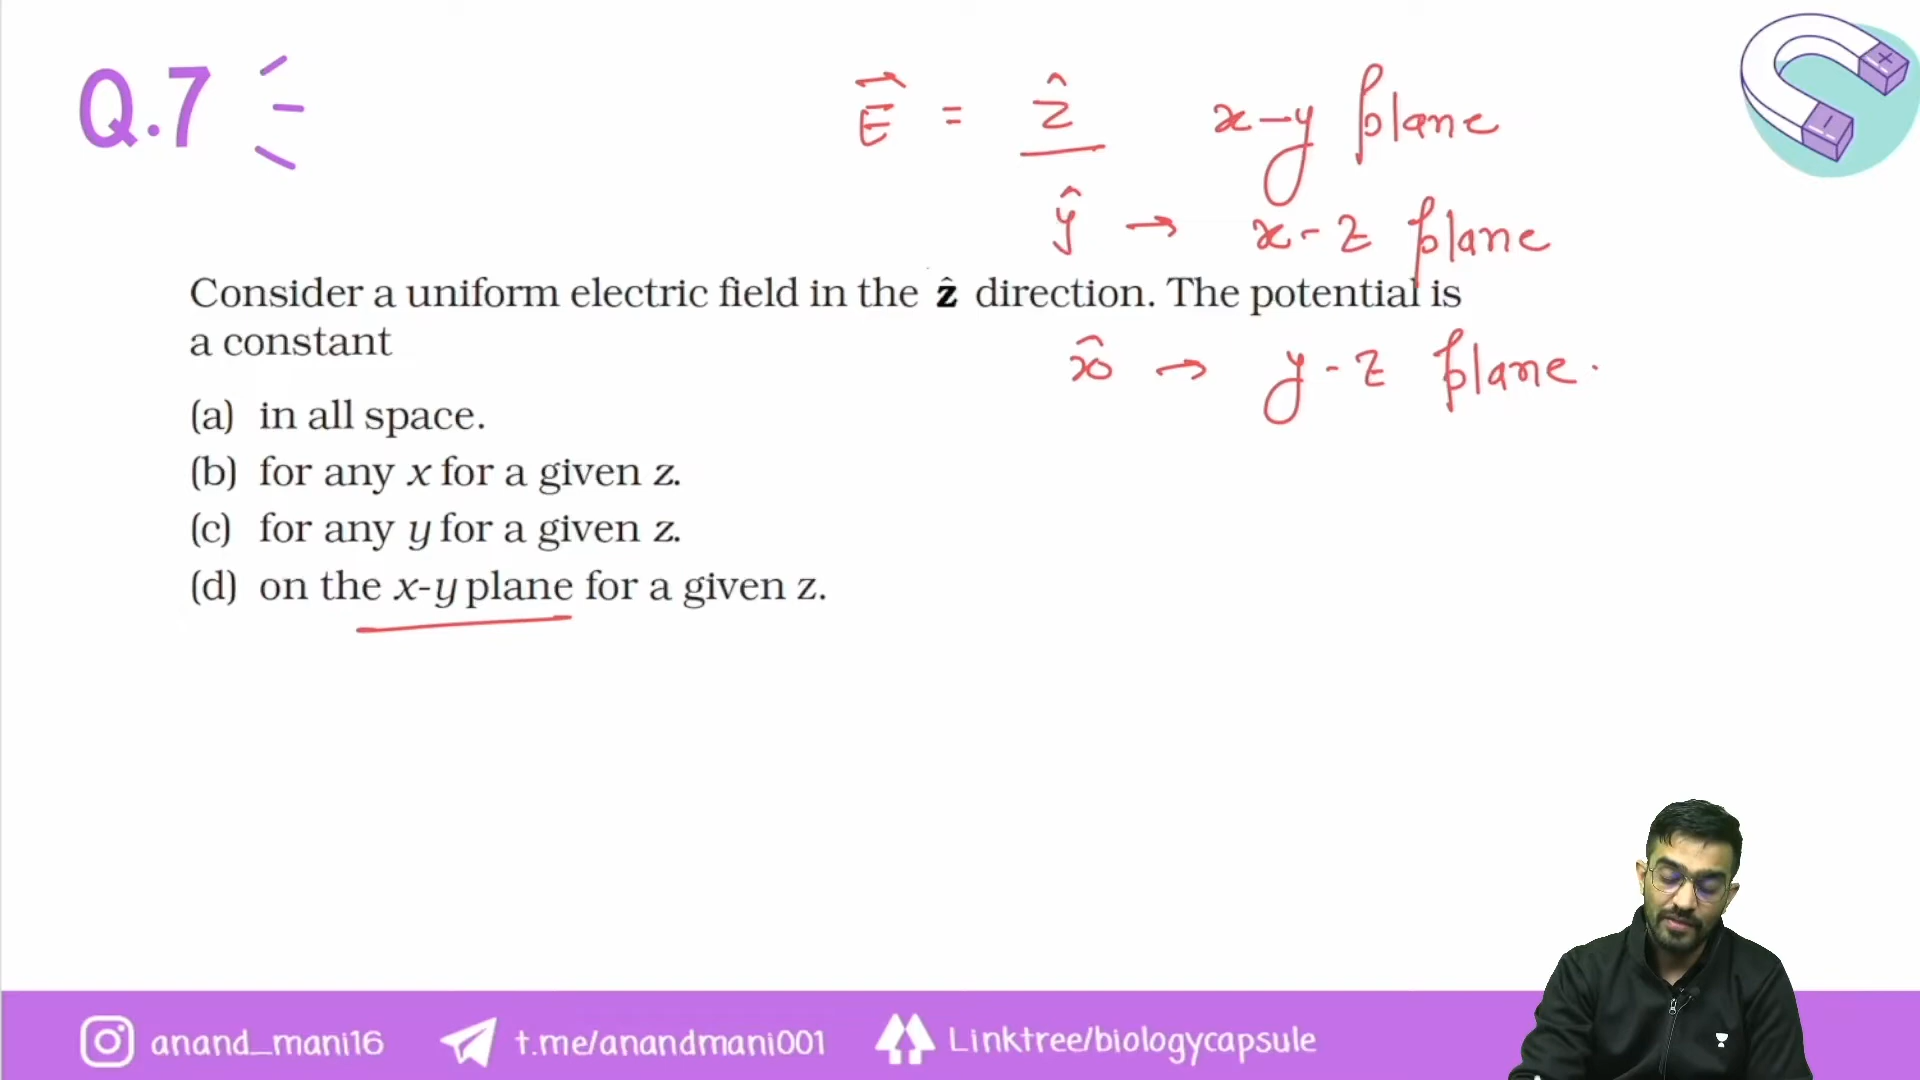 Q.7
E = ẑ x-y plane
ŷ → x-z plane
Consider a uniform electric field in the ẑ direction. The potential is
a constant
x̂ → y-z plane.
(a) in all space.
(b) for any x for a given z.
(c) for any y for a given z.
(d) on the x-y plane for a given z.
anand_mani16 t.me/anandmani001 Linktree/biologycapsule